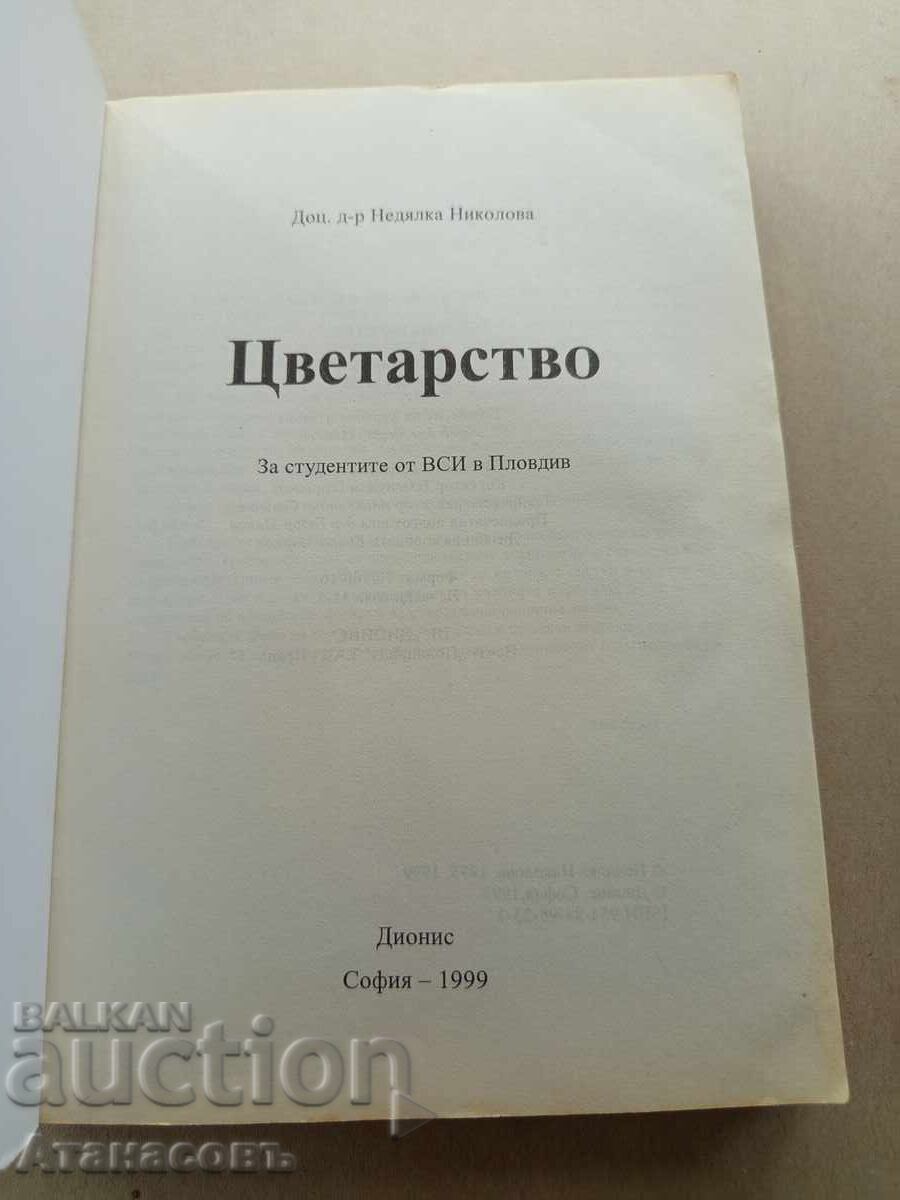 Доц. д-р Недялка Николова
Цветарство
За студентите от ВСИ в Пловдив
Дионис
София – 1999
BALKAN
auction
Атанасовъ